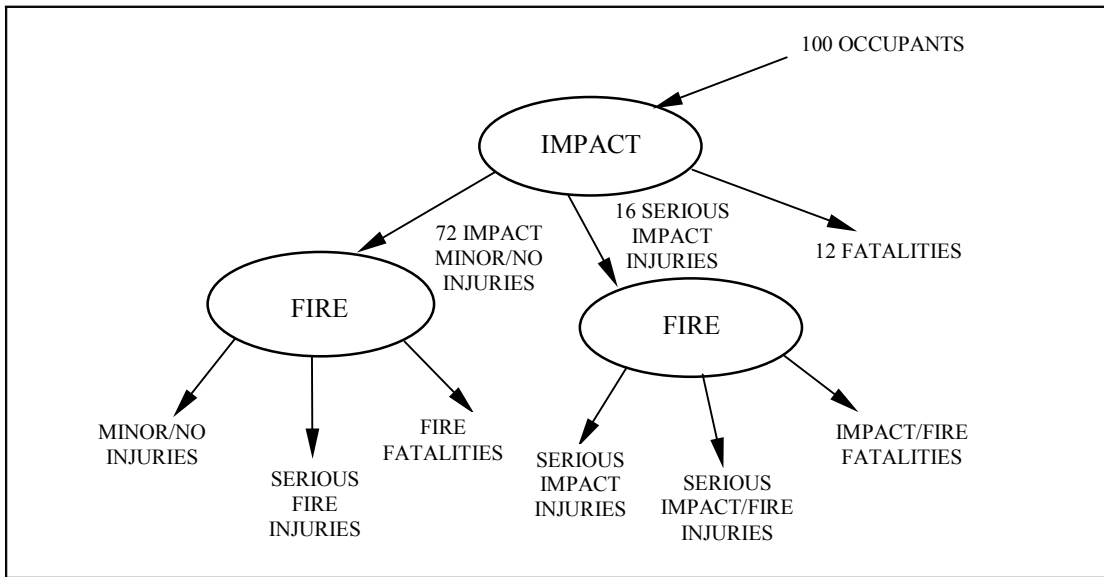 100 OCCUPANTS
IMPACT
72 IMPACT
MINOR/NO
INJURIES
16 SERIOUS
IMPACT
INJURIES
12 FATALITIES
FIRE
FIRE
MINOR/NO
INJURIES
SERIOUS
FIRE
INJURIES
FIRE
FATALITIES
SERIOUS
IMPACT
INJURIES
SERIOUS
IMPACT/FIRE
INJURIES
IMPACT/FIRE
FATALITIES